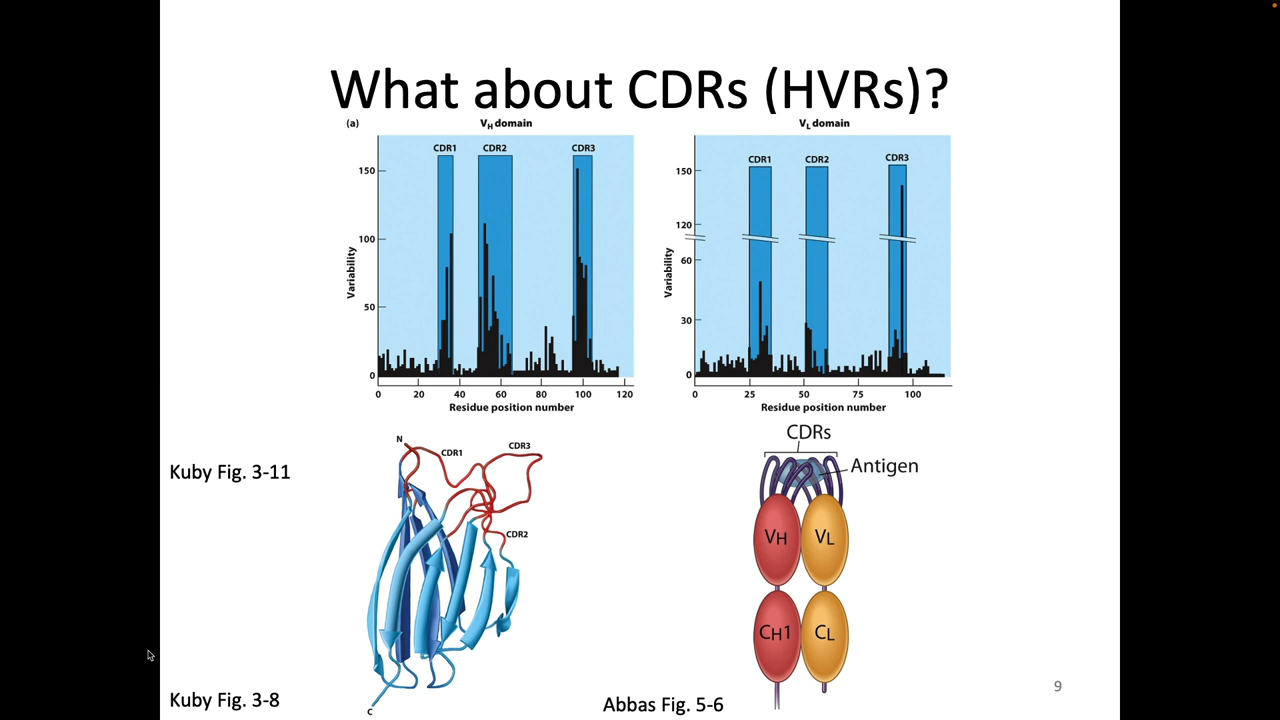 What about CDRs (HVRs)?
(a)
VH domain
CDR1 CDR2 CDR3
150
100
50
0
Variability
0 20 40 60 80 100 120
Residue position number
VL domain
CDR1 CDR2 CDR3
150
120
60
30
0
Variability
0 25 50 75 100
Residue position number
Kuby Fig. 3-11
N
CDR1
CDR3
CDR2
C
Kuby Fig. 3-8
CDRs
Antigen
VH VL
CH1 CL
Abbas Fig. 5-6
9